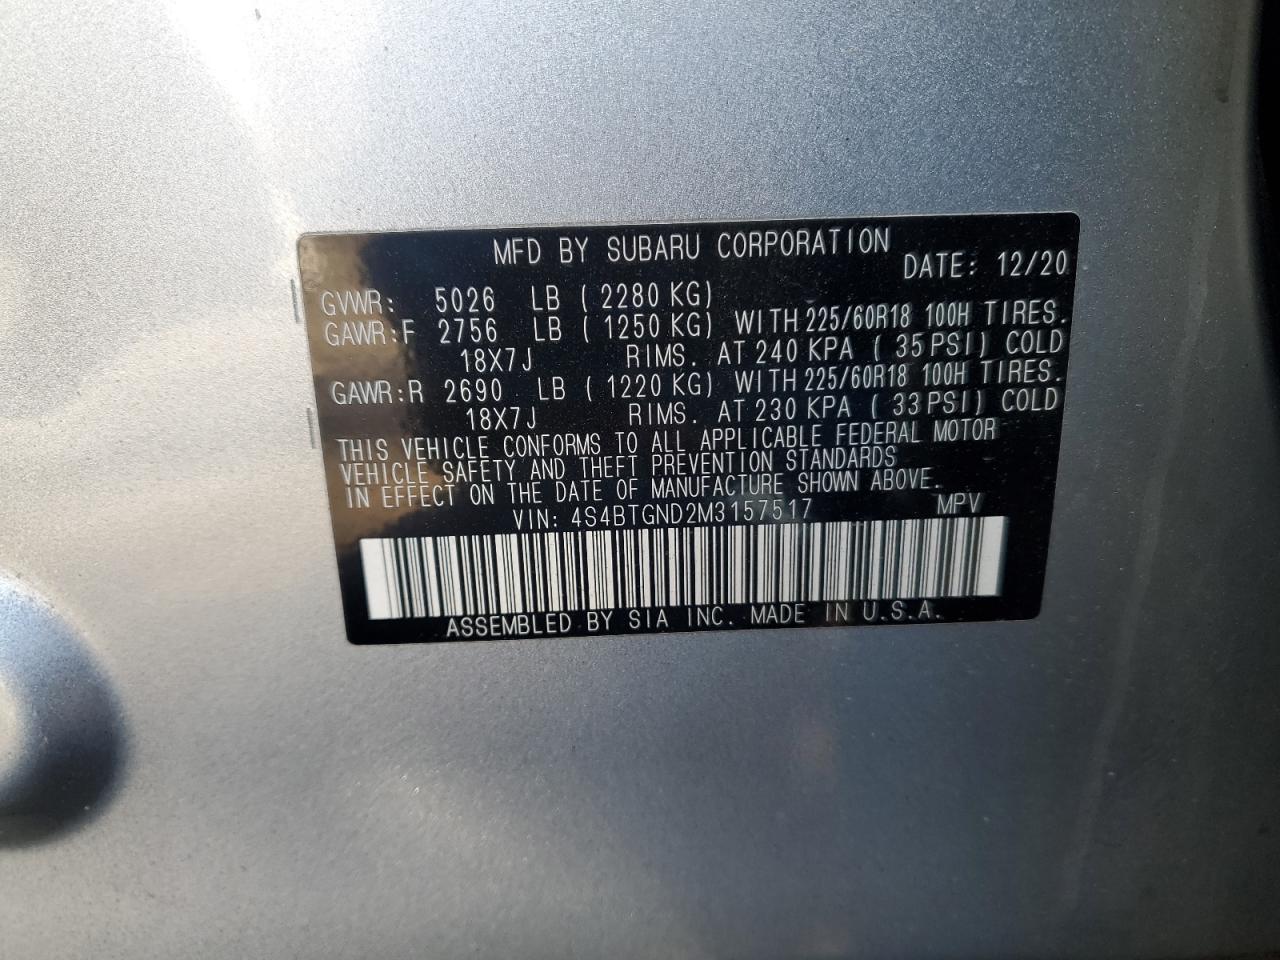 MFD BY SUBARU CORPORATION
DATE: 12/20
GVWR: 5026 LB ( 2280 KG)
GAWR:F 2756 LB ( 1250 KG) WITH 225/60R18 100H TIRES.
18X7J RIMS. AT 240 KPA ( 35 PSI) COLD
GAWR:R 2690 LB ( 1220 KG) WITH 225/60R18 100H TIRES.
18X7J RIMS. AT 230 KPA ( 33 PSI) COLD
THIS VEHICLE CONFORMS TO ALL APPLICABLE FEDERAL MOTOR
VEHICLE SAFETY AND THEFT PREVENTION STANDARDS
IN EFFECT ON THE DATE OF MANUFACTURE SHOWN ABOVE.
VIN: 4S4BTGND2M3157517 MPV
ASSEMBLED BY SIA INC. MADE IN U.S.A.